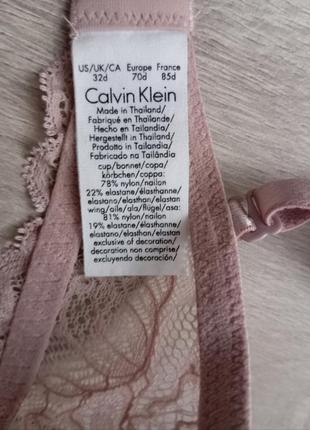 US/UK/CA Europe France
32d 70d 85d
Calvin Klein
Made in Thailand/
Fabriqué en Thaïlande/
Hecho en Tailandia/
Hergestellt in Thailand/
Prodotto in Tailandia/
Fabricado na Tailândia
cup/bonnet/copa/
körbchen/coppa:
78% nylon/nailon
22% elastane/élasthanne/
elastano/elasthan/elastan
wing/aile/ala/flügel/asa:
81% nylon/nailon
19% elastane/élasthanne/
elastano/elasthan/elastan
exclusive of decoration/
decoration non comprise/
excluyendo decoración/